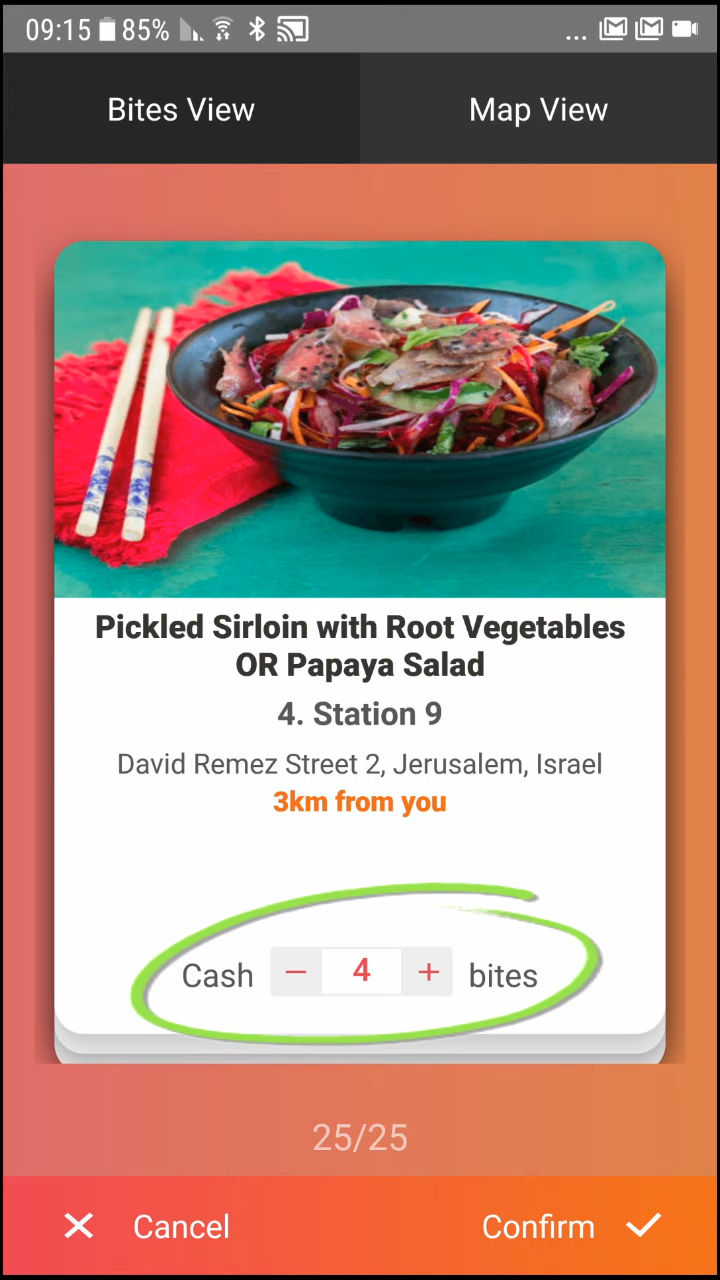 09:15 85% ...
Bites View Map View
Pickled Sirloin with Root Vegetables
OR Papaya Salad
4. Station 9
David Remez Street 2, Jerusalem, Israel
3km from you
Cash − 4 + bites
25/25
Cancel Confirm